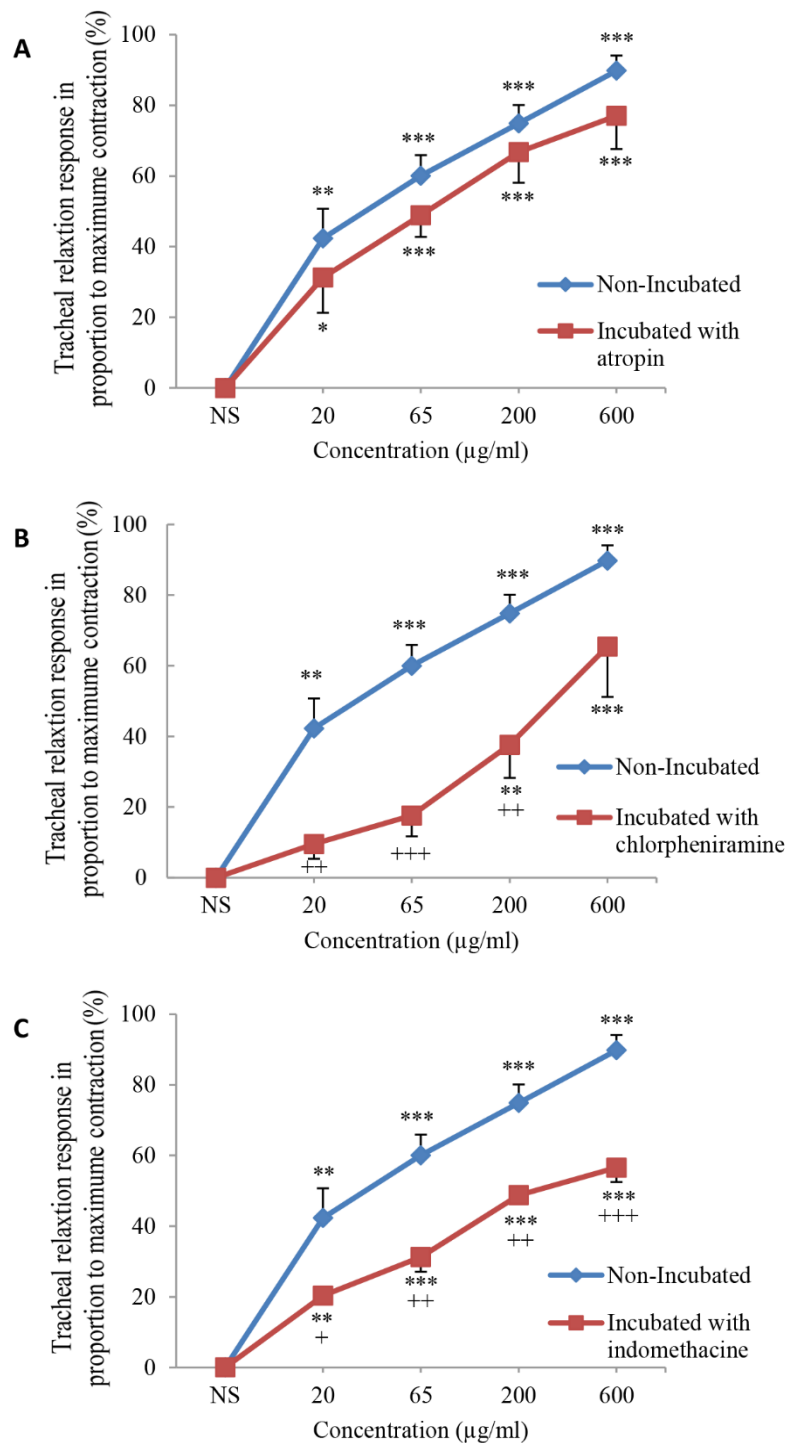 A
Tracheal relaxtion response in
proportion to maximume contraction (%)
100
80
60
40
20
0
***
***
***
**
***
***
***
*
Non-Incubated
Incubated with
atropin
NS 20 65 200 600
Concentration (µg/ml)
B
Tracheal relaxtion response in
proportion to maximume contraction (%)
100
80
60
40
20
0
***
***
***
**
***
**
++
+++
++
Non-Incubated
Incubated with
chlorpheniramine
NS 20 65 200 600
Concentration (µg/ml)
C
Tracheal relaxtion response in
proportion to maximume contraction (%)
100
80
60
40
20
0
***
***
***
**
***
+++
***
++
***
++
**
+
Non-Incubated
Incubated with
indomethacine
NS 20 65 200 600
Concentration (µg/ml)